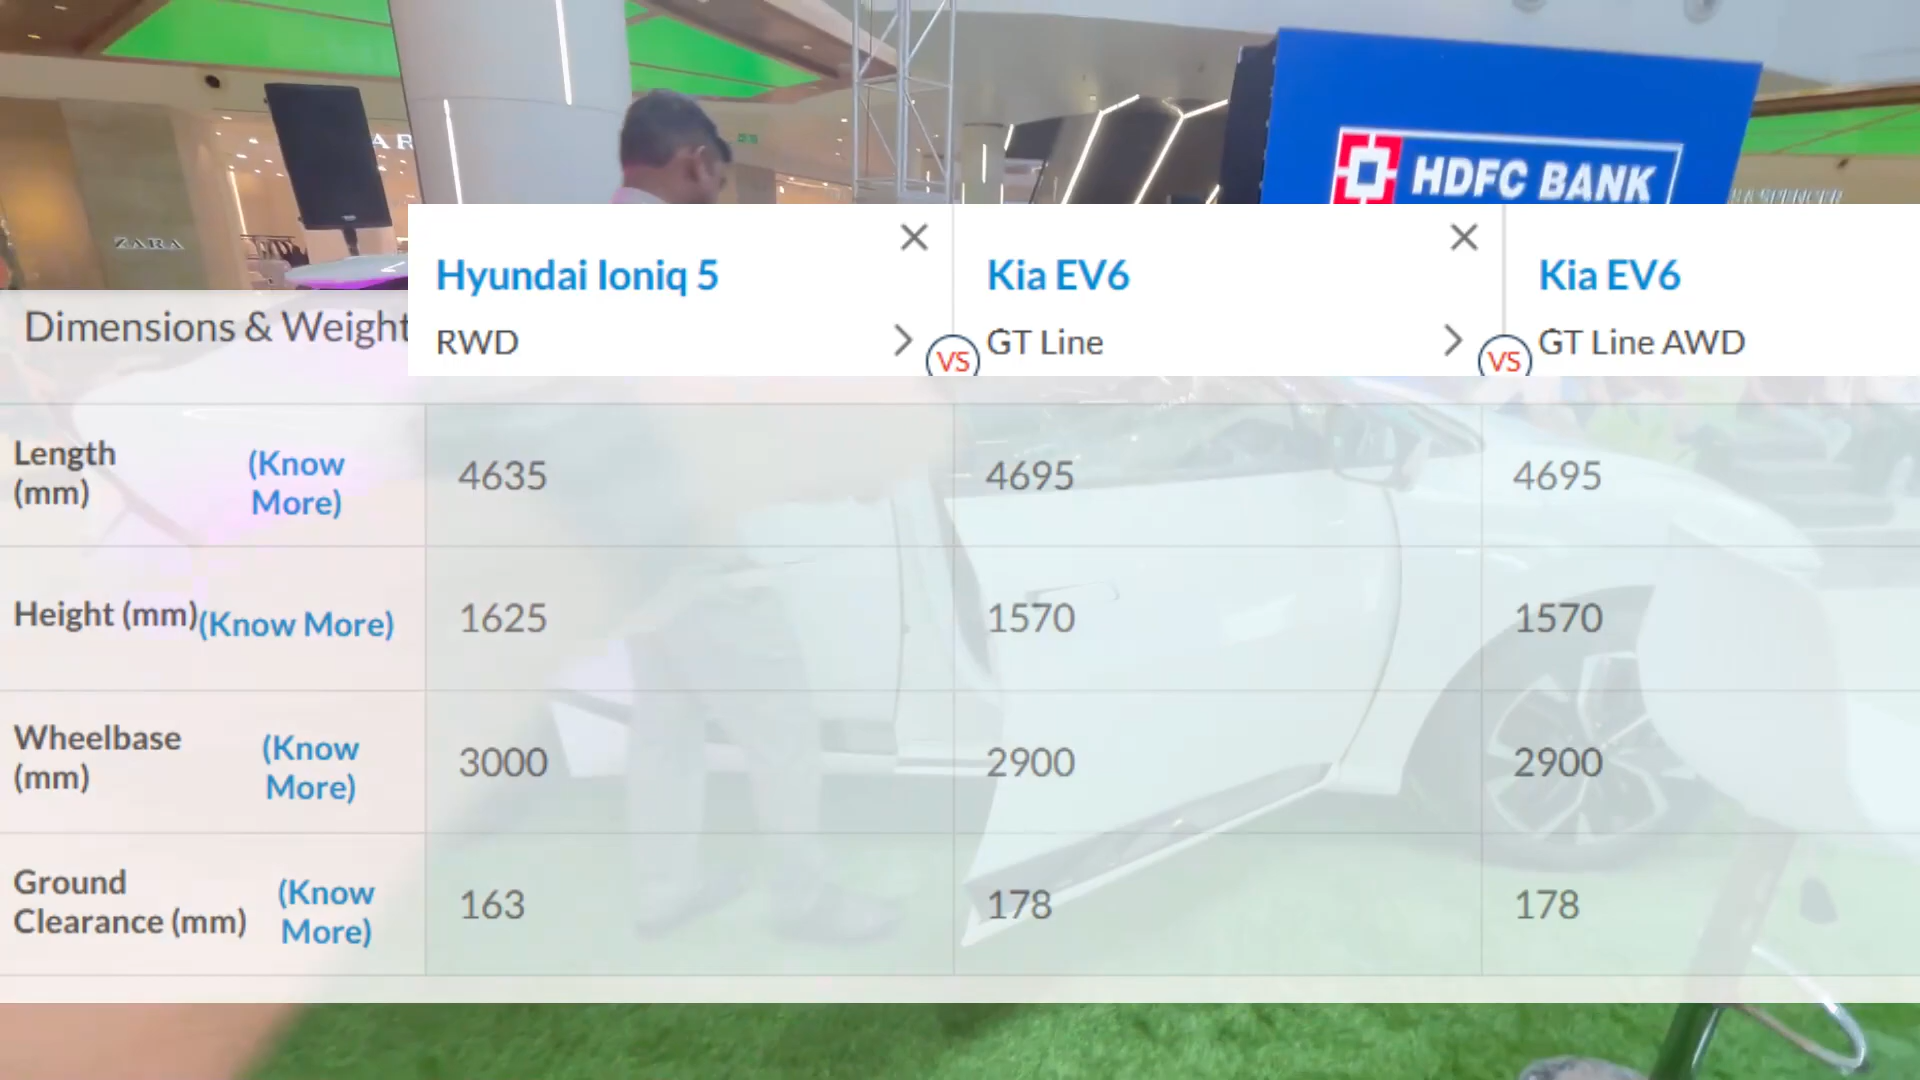 HDFC BANK
ZARA
AR
Hyundai Ioniq 5
Kia EV6
Kia EV6
Dimensions & Weight
RWD
GT Line
GT Line AWD
VS
VS
Length (mm)
(Know More)
4635
4695
4695
Height (mm)
(Know More)
1625
1570
1570
Wheelbase (mm)
(Know More)
3000
2900
2900
Ground Clearance (mm)
(Know More)
163
178
178